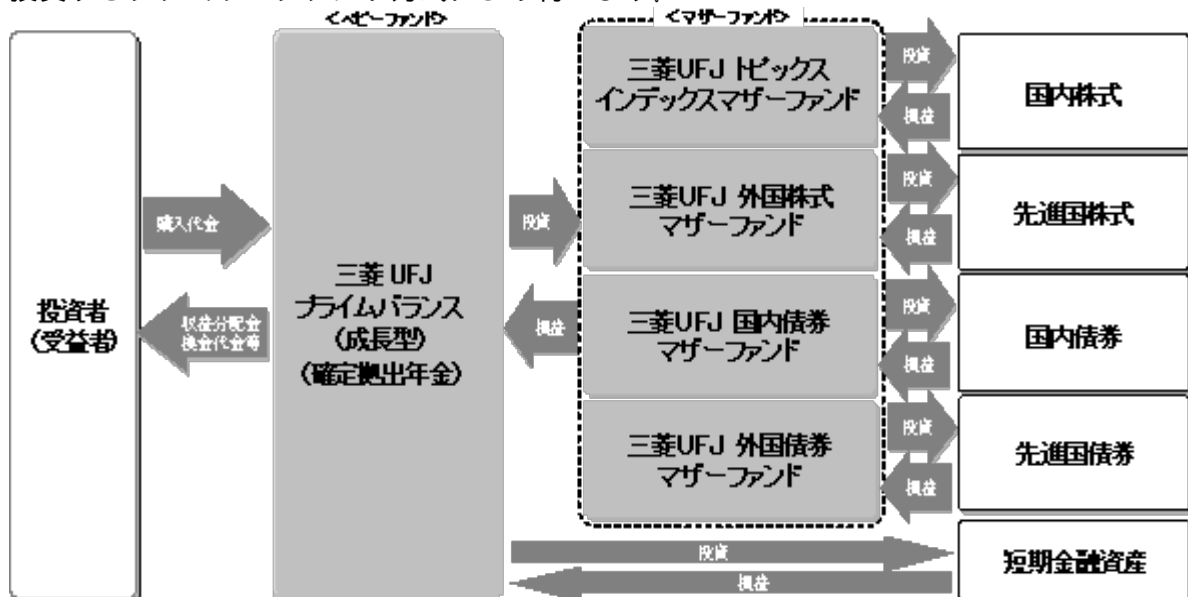 <ベビーファンド>
<マザーファンド>
投資者
(受益者)
購入代金
収益分配金
換金代金等
三菱 UFJ
プライムバランス
(成長型)
(確定拠出年金)
投資
損益
三菱UFJ トピックス
インデックスマザーファンド
投資
損益
国内株式
三菱UFJ 外国株式
マザーファンド
投資
損益
先進国株式
三菱UFJ 国内債券
マザーファンド
投資
損益
国内債券
三菱UFJ 外国債券
マザーファンド
投資
損益
先進国債券
投資
損益
短期金融資産